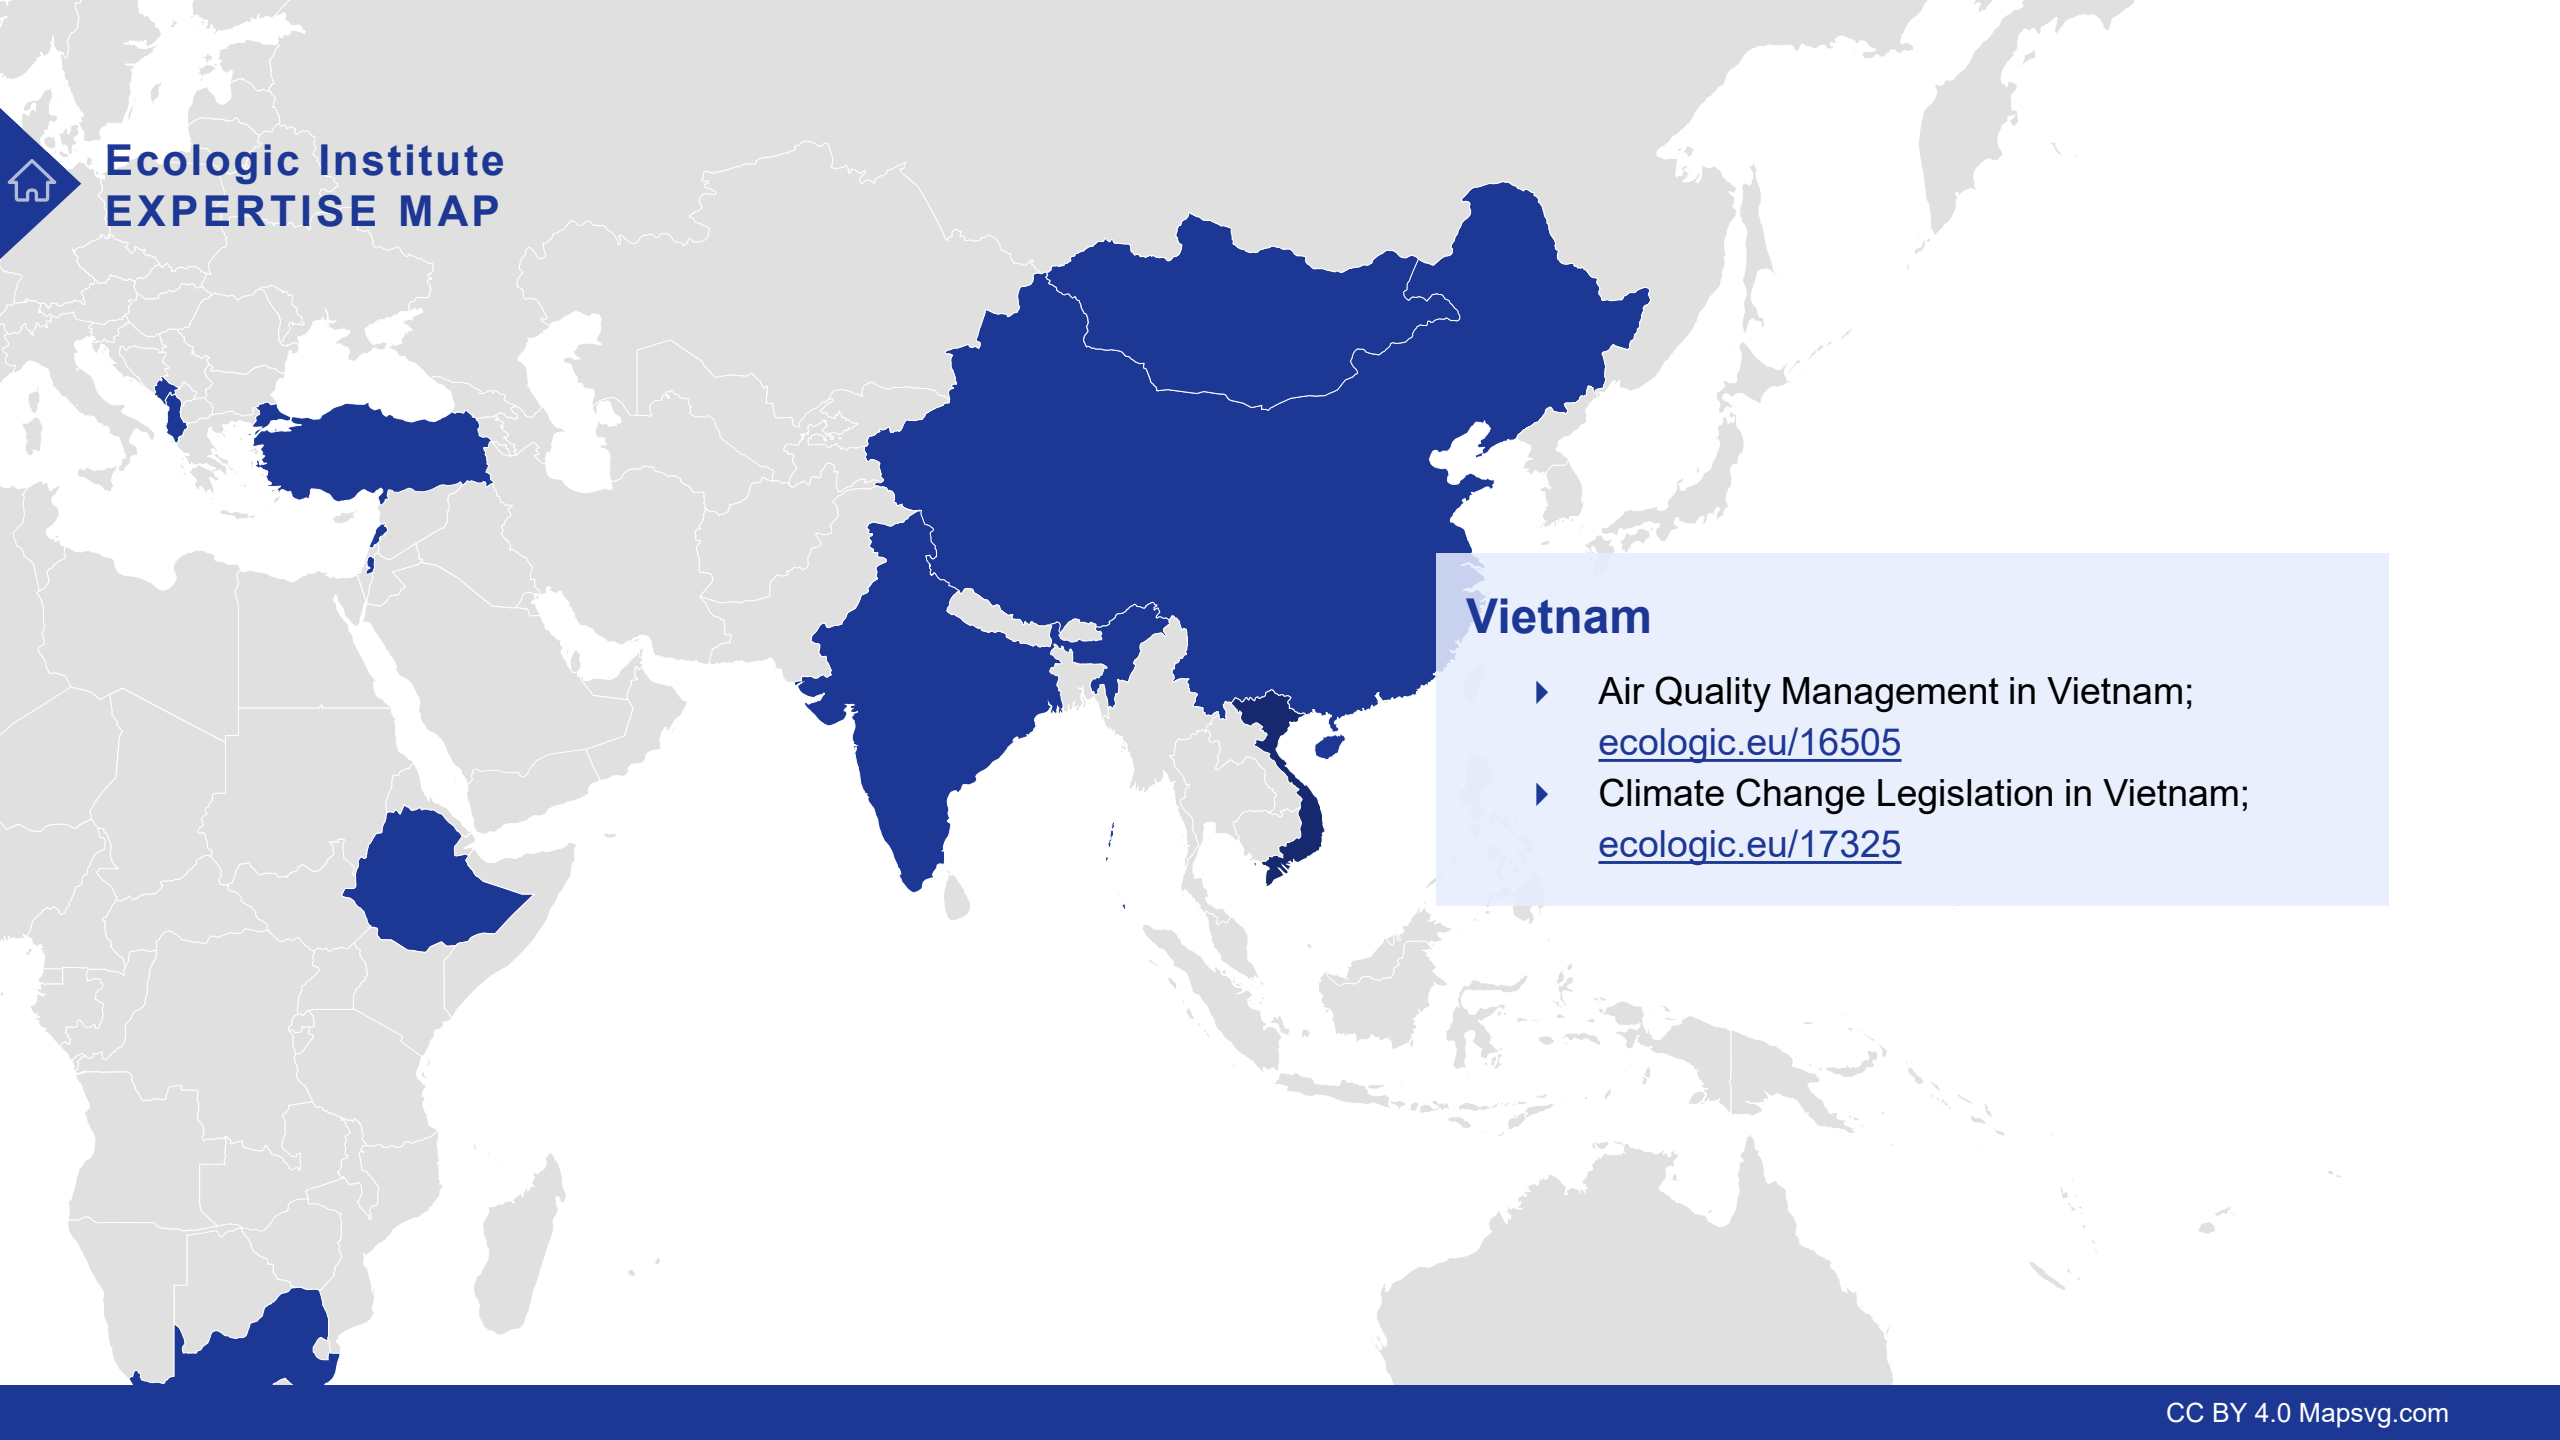 Ecologic Institute
EXPERTISE MAP
Vietnam
Air Quality Management in Vietnam;
ecologic.eu/16505
Climate Change Legislation in Vietnam;
ecologic.eu/17325
CC BY 4.0 Mapsvg.com